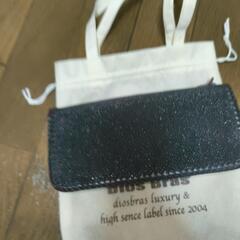 Dios Bras
diosbras luxury &
high sence label since 2004